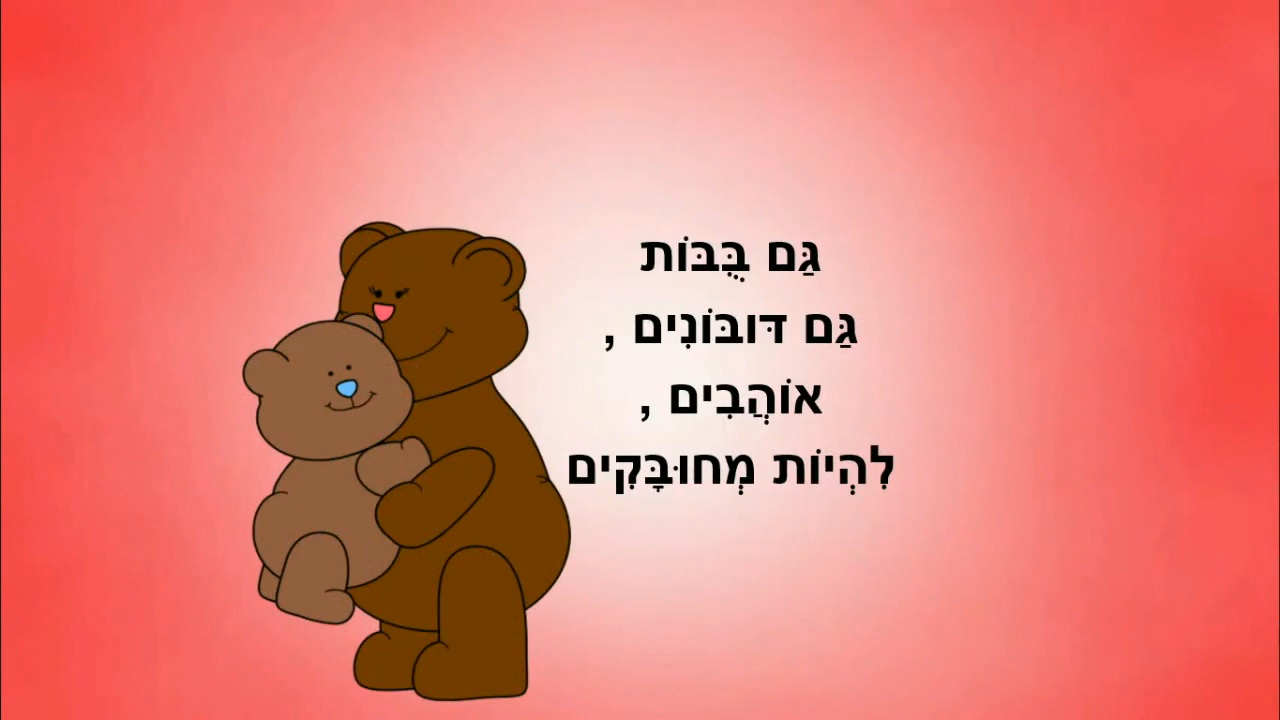 גַּם בֻּבּוֹת
גַּם דּוּבּוֹנִים ,
אוֹהֲבִים ,
לִהְיוֹת מְחוּבָּקִים